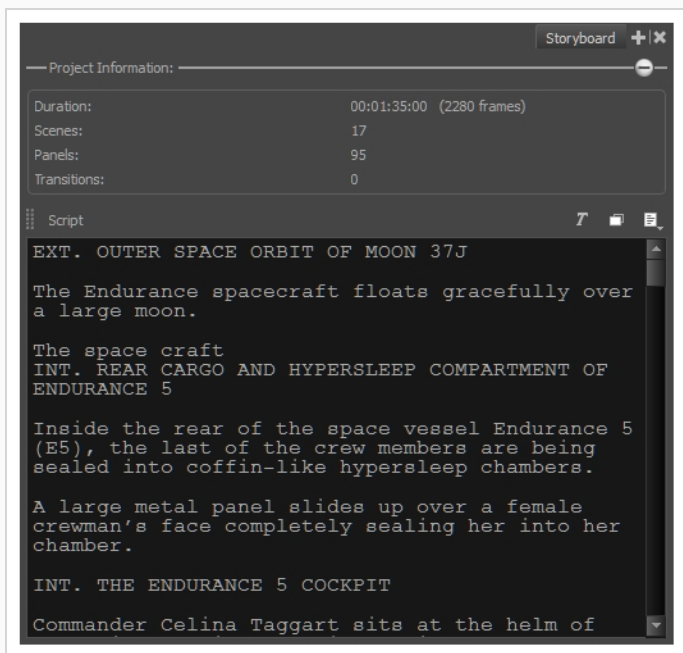 Storyboard
Project Information:
Duration: 00:01:35:00 (2280 frames)
Scenes: 17
Panels: 95
Transitions: 0
Script
EXT. OUTER SPACE ORBIT OF MOON 37J
The Endurance spacecraft floats gracefully over
a large moon.
The space craft
INT. REAR CARGO AND HYPERSLEEP COMPARTMENT OF
ENDURANCE 5
Inside the rear of the space vessel Endurance 5
(E5), the last of the crew members are being
sealed into coffin-like hypersleep chambers.
A large metal panel slides up over a female
crewman's face completely sealing her into her
chamber.
INT. THE ENDURANCE 5 COCKPIT
Commander Celina Taggart sits at the helm of